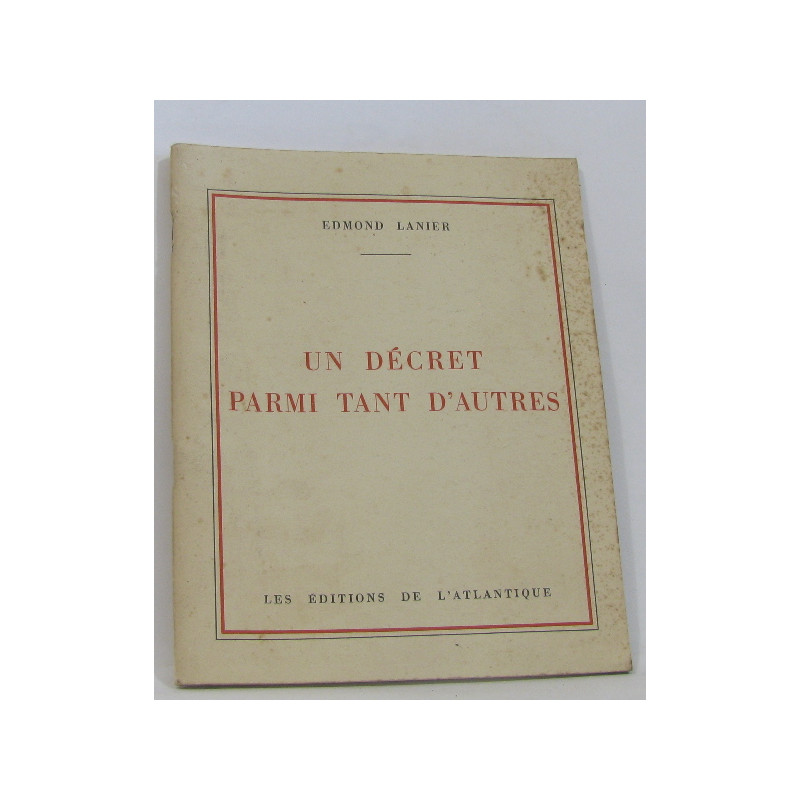 EDMOND LANIER
UN DÉCRET
PARMI TANT D'AUTRES
LES ÉDITIONS DE L'ATLANTIQUE